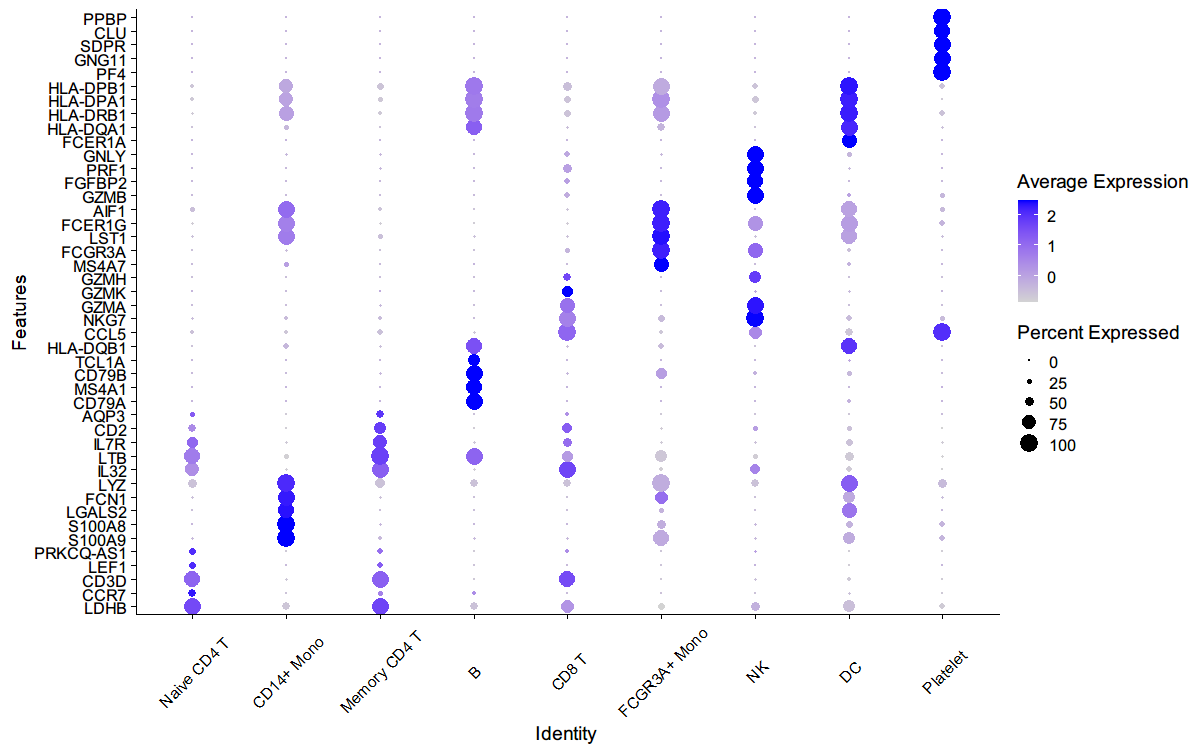 PPBP
CLU
SDPR
GNG11
PF4
HLA-DPB1
HLA-DPA1
HLA-DRB1
HLA-DQA1
FCER1A
GNLY
PRF1
FGFBP2
GZMB
AIF1
FCER1G
LST1
FCGR3A
MS4A7
GZMH
GZMK
GZMA
NKG7
CCL5
HLA-DQB1
TCL1A
CD79B
MS4A1
CD79A
AQP3
CD2
IL7R
LTB
IL32
LYZ
FCN1
LGALS2
S100A8
S100A9
PRKCQ-AS1
LEF1
CD3D
CCR7
LDHB
Features
Naive CD4 T
CD14+ Mono
Memory CD4 T
B
CD8 T
FCGR3A+ Mono
NK
DC
Platelet
Identity
Average Expression
2
1
0
Percent Expressed
0
25
50
75
100